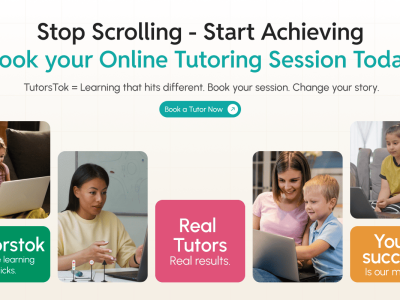 Stop Scrolling - Start Achieving
ook your Online Tutoring Session Toda
TutorsTok = Learning that hits different. Book your session. Change your story.
Book a Tutor Now
orstok
learning
icks.
Real
Tutors
Real results.
You
succ
Is our m